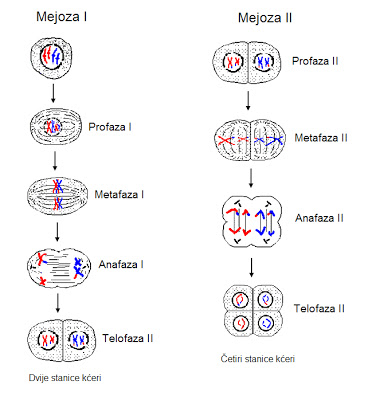 Mejoza I
Profaza I
Metafaza I
Anafaza I
Telofaza II
Dvije stanice kćeri
Mejoza II
Profaza II
Metafaza II
Anafaza II
Telofaza II
Četiri stanice kćeri